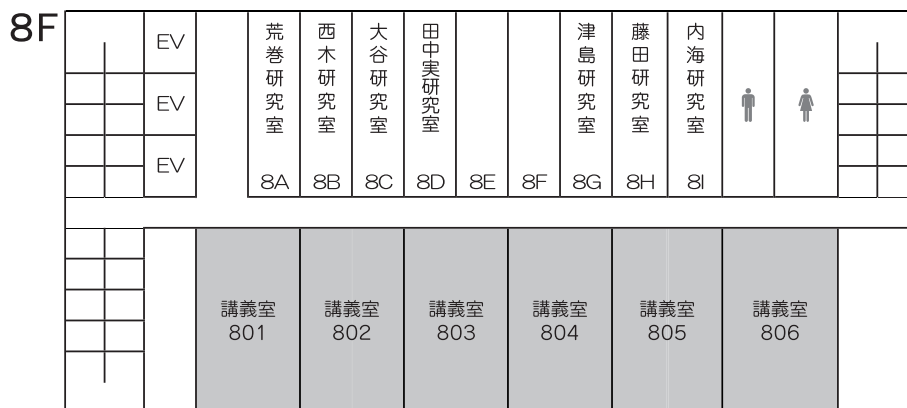 8F
EV
EV
EV
荒巻研究室
8A
西木研究室
8B
大谷研究室
8C
田中実研究室
8D
8E
8F
津島研究室
8G
藤田研究室
8H
内海研究室
8I
講義室
801
講義室
802
講義室
803
講義室
804
講義室
805
講義室
806